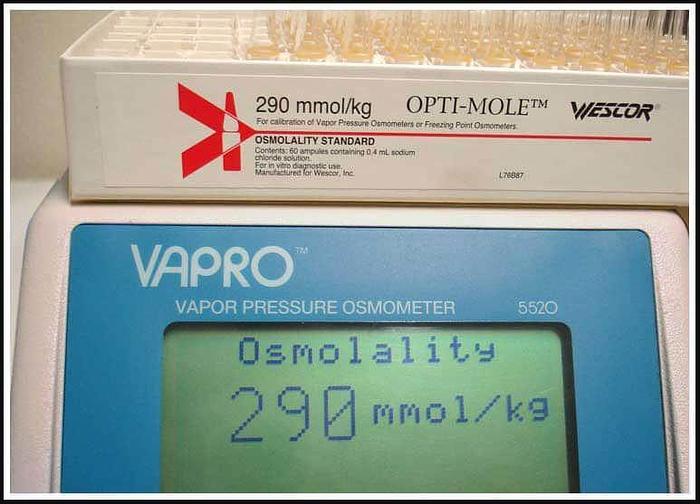 290 mmol/kg OPTI-MOLE™ WESCOR®
For calibration of Vapor Pressure Osmometers or Freezing Point Osmometers.
OSMOLALITY STANDARD
Contents: 60 ampules containing 0.4 mL sodium
chloride solution.
For in vitro diagnostic use.
Manufactured for Wescor, Inc.
L76B87
VAPRO™
VAPOR PRESSURE OSMOMETER 5520
Osmolality
290 mmol/kg